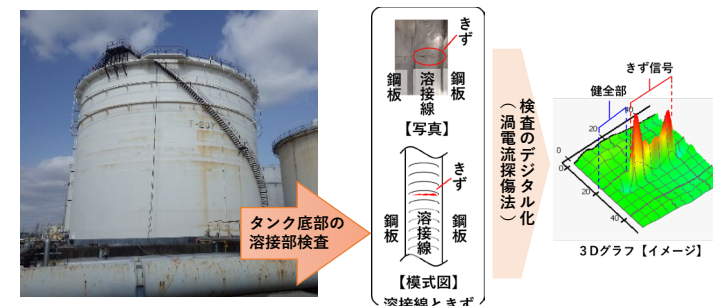 タンク底部の
溶接部検査
きず
鋼板
溶接線
鋼板
【写真】
きず
鋼板
溶接線
鋼板
【模式図】
溶接線ときず
検査のデジタル化
（渦電流探傷法）
きず信号
健全部
20
0
0
20
40
３Dグラフ【イメージ】